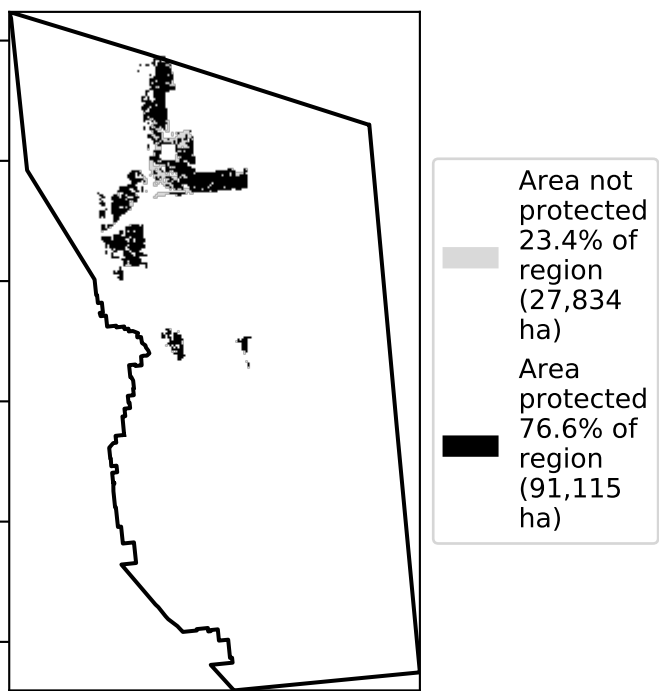 Area not
protected
23.4% of
region
(27,834
ha)
Area
protected
76.6% of
region
(91,115
ha)